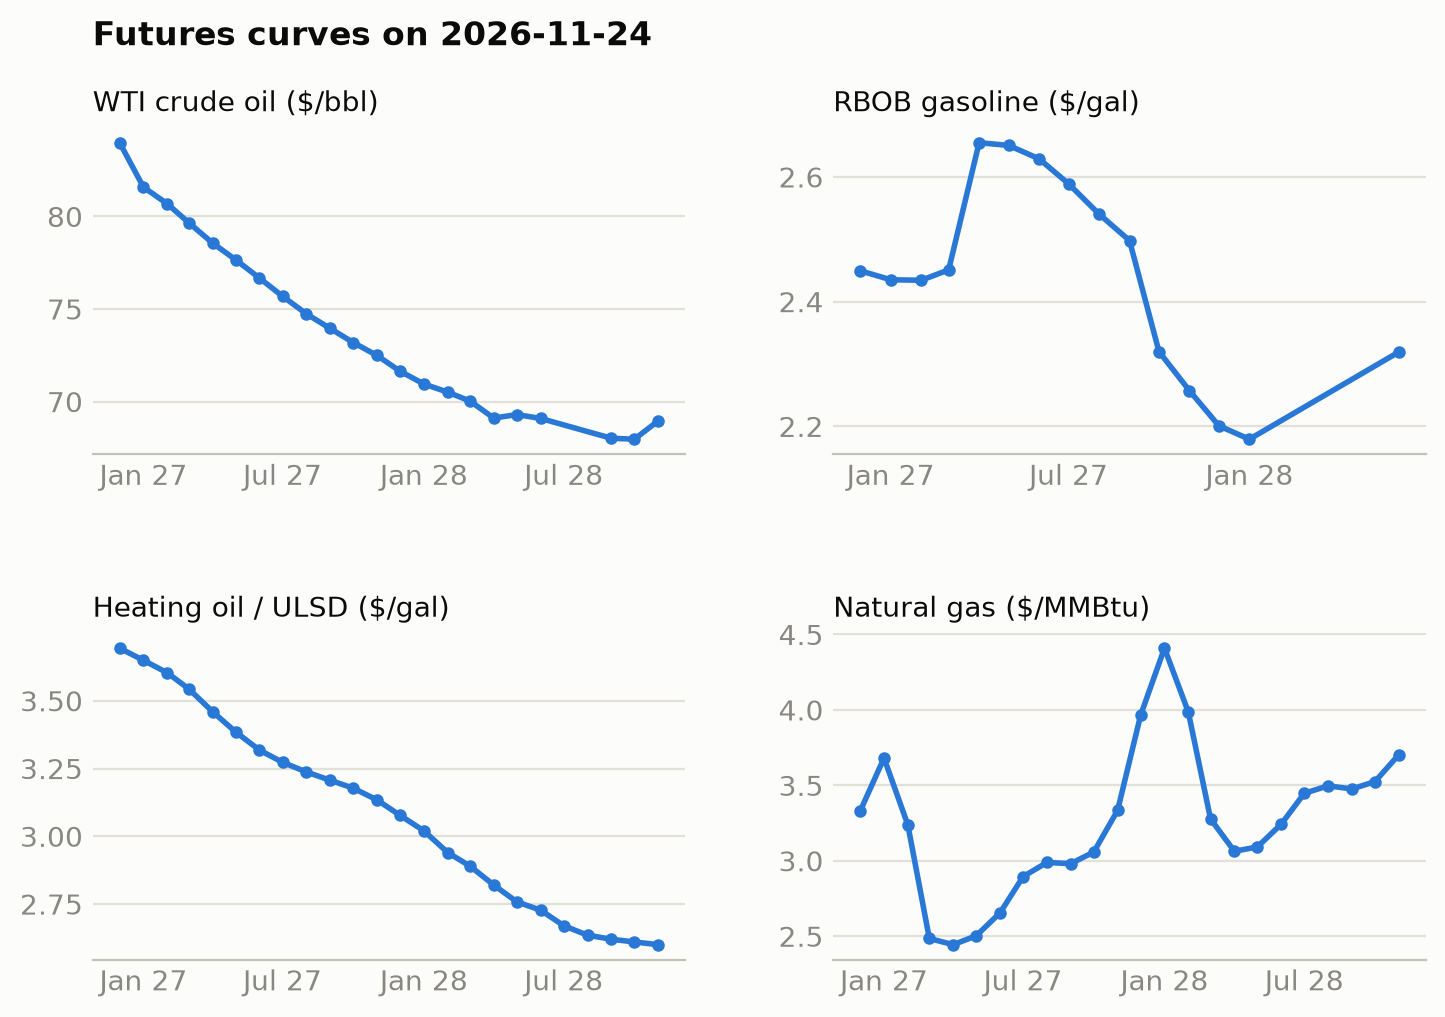 Futures curves on 2026-11-24
WTI crude oil ($/bbl)
80
75
70
Jan 27 Jul 27 Jan 28 Jul 28
RBOB gasoline ($/gal)
2.6
2.4
2.2
Jan 27 Jul 27 Jan 28
Heating oil / ULSD ($/gal)
3.50
3.25
3.00
2.75
Jan 27 Jul 27 Jan 28 Jul 28
Natural gas ($/MMBtu)
4.5
4.0
3.5
3.0
2.5
Jan 27 Jul 27 Jan 28 Jul 28